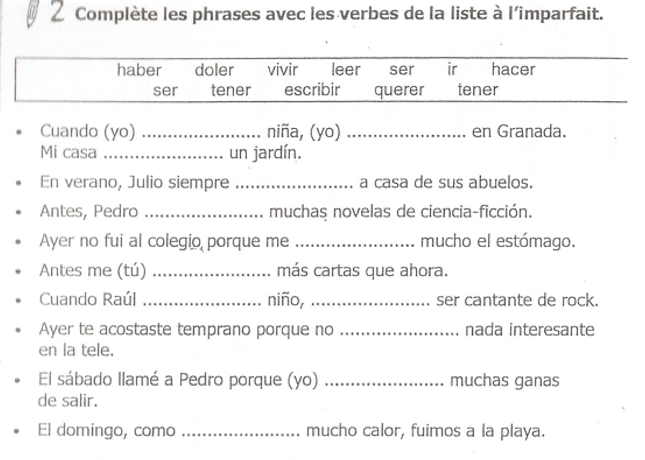 2 Complète les phrases avec les verbes de la liste à l'imparfait.
haber doler vivir leer ser ir hacer
ser tener escribir querer tener
• Cuando (yo) ........................ niña, (yo) ........................ en Granada.
Mi casa ........................ un jardín.
• En verano, Julio siempre ........................ a casa de sus abuelos.
• Antes, Pedro ........................ muchas novelas de ciencia-ficción.
• Ayer no fui al colegio porque me ........................ mucho el estómago.
• Antes me (tú) ........................ más cartas que ahora.
• Cuando Raúl ........................ niño, ........................ ser cantante de rock.
• Ayer te acostaste temprano porque no ........................ nada interesante
en la tele.
• El sábado llamé a Pedro porque (yo) ........................ muchas ganas
de salir.
• El domingo, como ........................ mucho calor, fuimos a la playa.